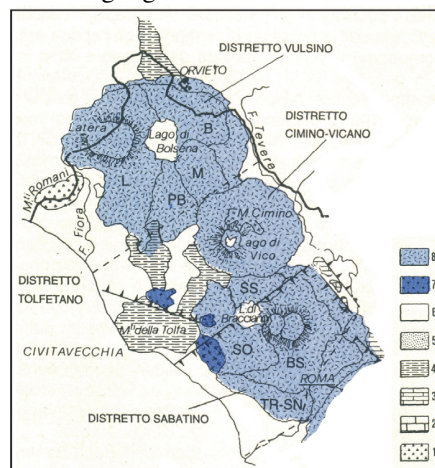 DISTRETTO VULSINO
ORVIETO
DISTRETTO
CIMINO-VICANO
Latera
Lago di
Bolsena
B
F. Tevere
M
L
PB
M.ti Romani
F. Fiora
M. Cimino
Lago di
Vico
DISTRETTO
TOLFETANO
SS
L. di
Bracciano
M.ti della Tolfa
CIVITAVECCHIA
SO
BS
ROMA
TR-SN
DISTRETTO SABATINO
8
7
6
5
4
3
2
1